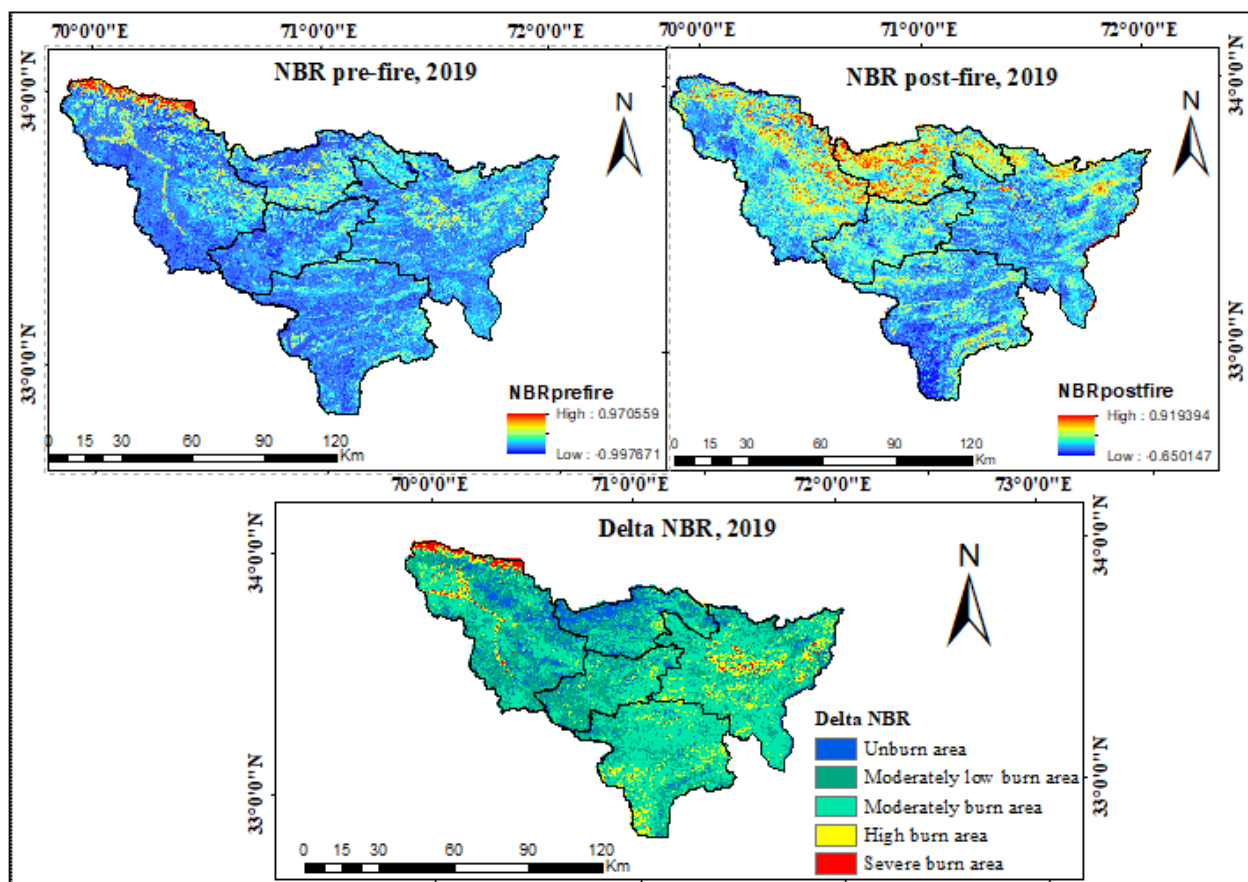 70°0'0"E 71°0'0"E 72°0'0"E
70°0'0"E 71°0'0"E 72°0'0"E
NBR pre-fire, 2019
34°0'0"N
33°0'0"N
N
NBRprefire
High : 0.970559
Low : -0.997671
0 15 30 60 90 120
Km
NBR post-fire, 2019
34°0'0"N
33°0'0"N
N
NBRpostfire
High : 0.919394
Low : -0.650147
0 15 30 60 90 120
Km
70°0'0"E 71°0'0"E 72°0'0"E 73°0'0"E
Delta NBR, 2019
34°0'0"N
34°0'0"N
33°0'0"N
33°0'0"N
N
Delta NBR
Unburn area
Moderately low burn area
Moderately burn area
High burn area
Severe burn area
0 15 30 60 90 120
Km